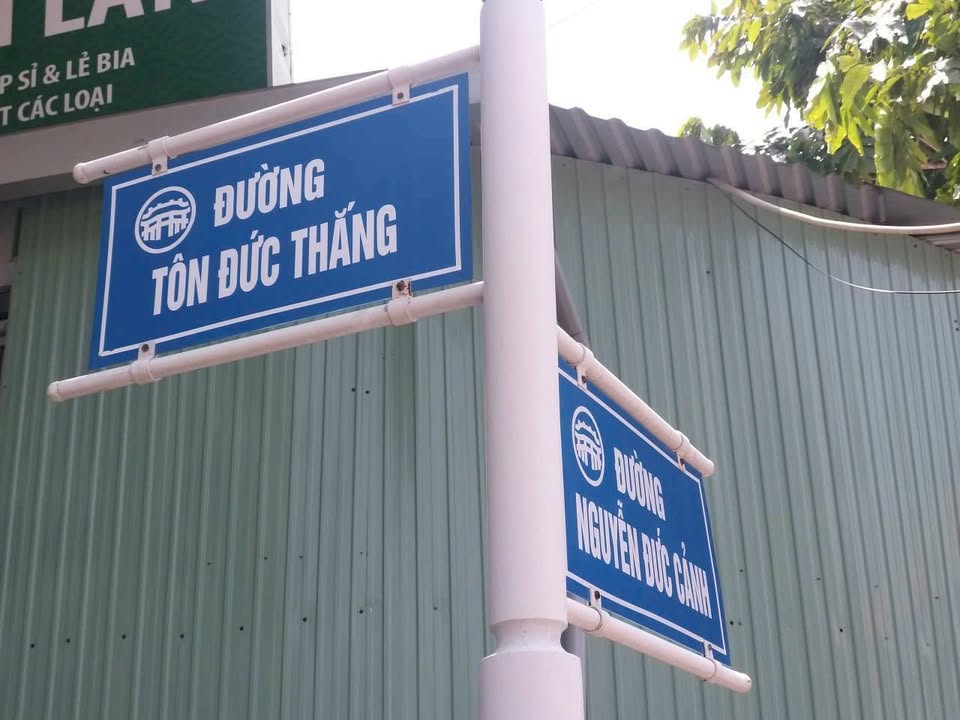 SỈ & LẺ BIA
CÁC LOẠI
ĐƯỜNG
TÔN ĐỨC THẮNG
ĐƯỜNG
NGUYỄN ĐỨC CẢNH